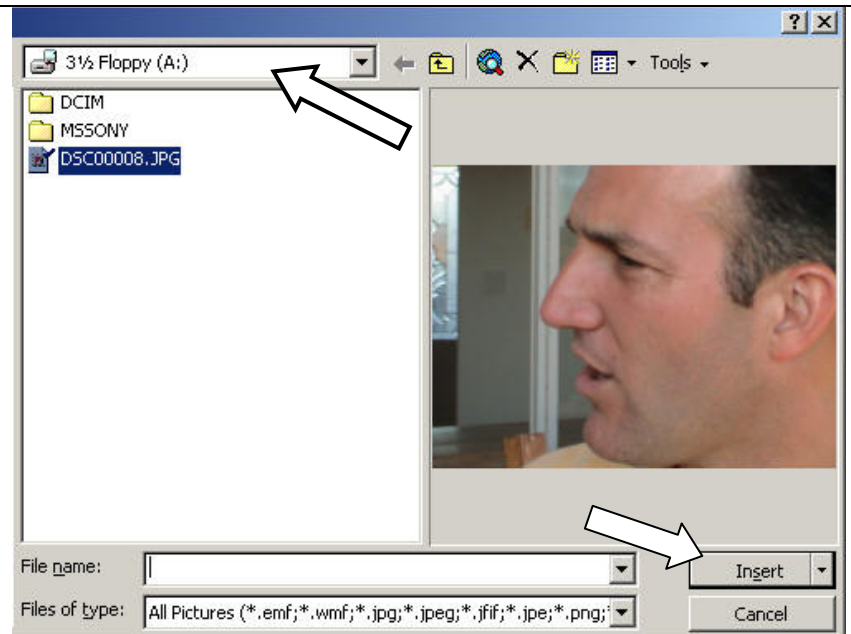 3½ Floppy (A:)
Tools
DCIM
MSSONY
DSC00008.JPG
File name:
Insert
Files of type: All Pictures (*.emf;*.wmf;*.jpg;*.jpeg;*.jfif;*.jpe;*.png;
Cancel